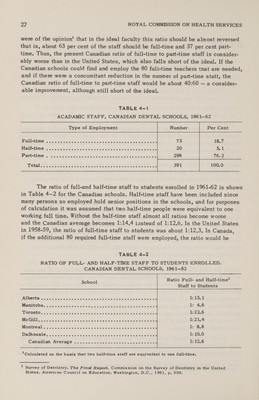 22 ROYAL COMMISSION ON HEALTH SERVICES
were of the opinion⁵ that in the ideal faculty this ratio should be almost reversed
that is, about 63 per cent of the staff should be full-time and 37 per cent part-
time. Thus, the present Canadian ratio of full-time to part-time staff is consider-
ably worse than in the United States, which also falls short of the ideal. If the
Canadian schools could find and employ the 80 full-time teachers that are needed,
and if there were a concomitant reduction in the number of part-time staff, the
Canadian ratio of full-time to part-time staff would be about 40:60 — a consider-
able improvement, although still short of the ideal.
TABLE 4-1
ACADAMIC STAFF, CANADIAN DENTAL SCHOOLS, 1961-62
Type of Employment Number Per Cent
Full-time 73 18.7
Half-time 20 5.1
Part-time 298 76.2
Total 391 100.0
The ratio of full-and half-time staff to students enrolled in 1961-62 is shown
in Table 4-2 for the Canadian schools. Half-time staff have been included since
many persons so employed hold senior positions in the schools, and for purposes
of calculation it was assumed that two half-time people were equivalent to one
working full time. Without the half-time staff almost all ratios become worse
and the Canadian average becomes 1:14.4 instead of 1:12.6. In the United States
in 1958-59, the ratio of full-time staff to students was about 1:12.3. In Canada,
if the additional 80 required full-time staff were employed, the ratio would be
TABLE 4-2
RATIO OF FULL- AND HALF-TIME STAFF TO STUDENTS ENROLLED,
CANADIAN DENTAL SCHOOLS, 1961-62
School Ratio Full- and Half-timeᵃ
Staff to Students
Alberta 1:13.1
Manitoba 1: 4.6
Toronto 1:23.6
McGill 1:21.4
Montreal 1: 8.8
Dalhousie 1:10.0
Canadian Average 1:12.6
ᵃCalculated on the basis that two half-time staff are equivalent to one full-time.
⁵ Survey of Dentistry. The Final Report. Commission on the Survey of Dentistry in the United
States. American Council on Education, Washington, D.C., 1961, p. 350.